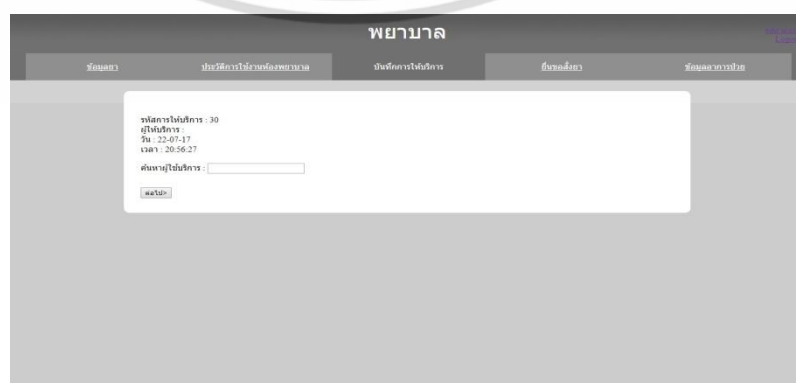 พยาบาล
ข้อมูลยา
ประวัติการใช้งานห้องพยาบาล
บันทึกการให้บริการ
ยื่นขอสั่งยา
ข้อมูลอาการป่วย
รหัสการให้บริการ : 30
ผู้ให้บริการ :
วัน : 22-07-17
เวลา : 20:56:27
ค้นหาผู้ใช้บริการ :
ต่อไป>